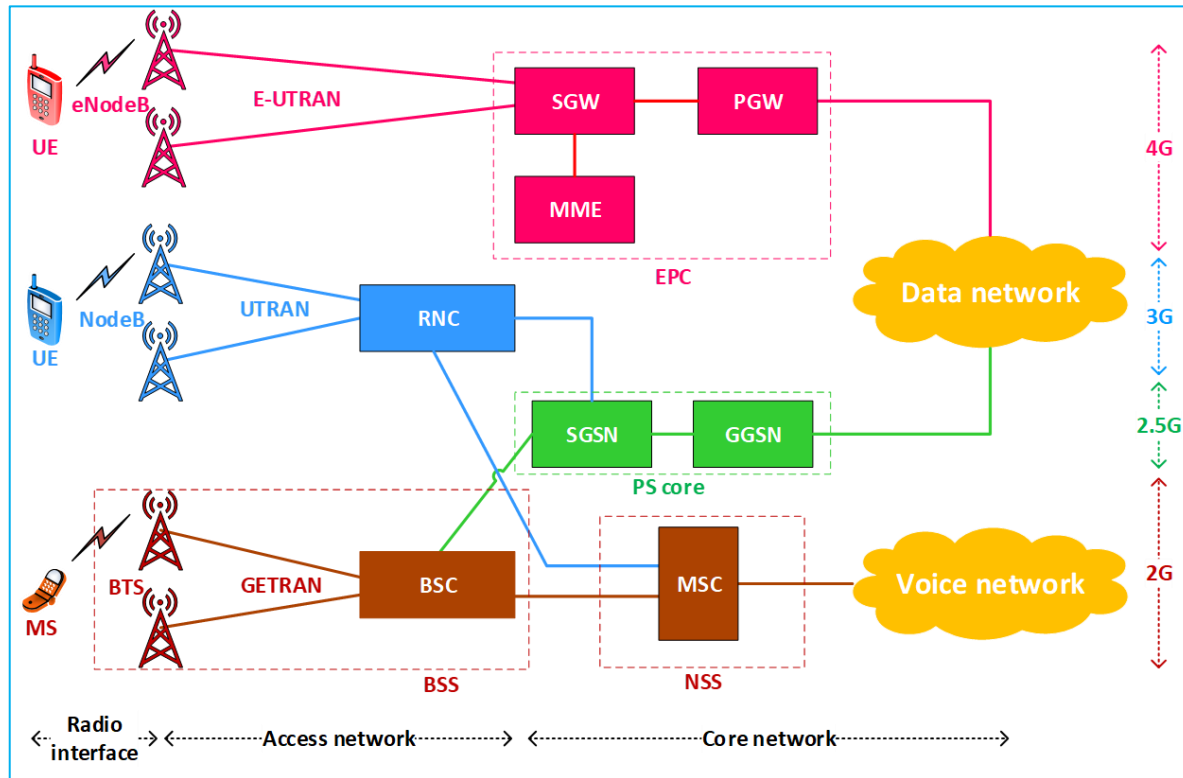 eNodeB
UE
E-UTRAN
SGW
PGW
MME
EPC
4G
NodeB
UE
UTRAN
RNC
Data network
3G
SGSN
GGSN
PS core
2.5G
MS
BTS
GETRAN
BSC
BSS
MSC
NSS
Voice network
2G
Radio
interface
Access network
Core network